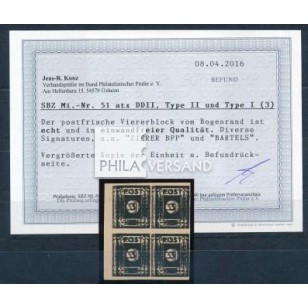 08.04.2016
Jens-R. Kunz
Verbandsprüfer im Bund Philatelistischer Prüfer e. V.
BEFUND
SBZ Mi.-Nr. 51 atx DDII, Type II und Type I (3)
Der postfrische Viererblock vom Bogenrand ist
echt und in einwandfreier Qualität. Diverse
Signaturen, u.a. "ZIERER BPP" und "BARTELS".
Vergrößerte Kopie der Einheit a. Befundrück-
seite.
PHILA VERSAND
POST POST
POST POST